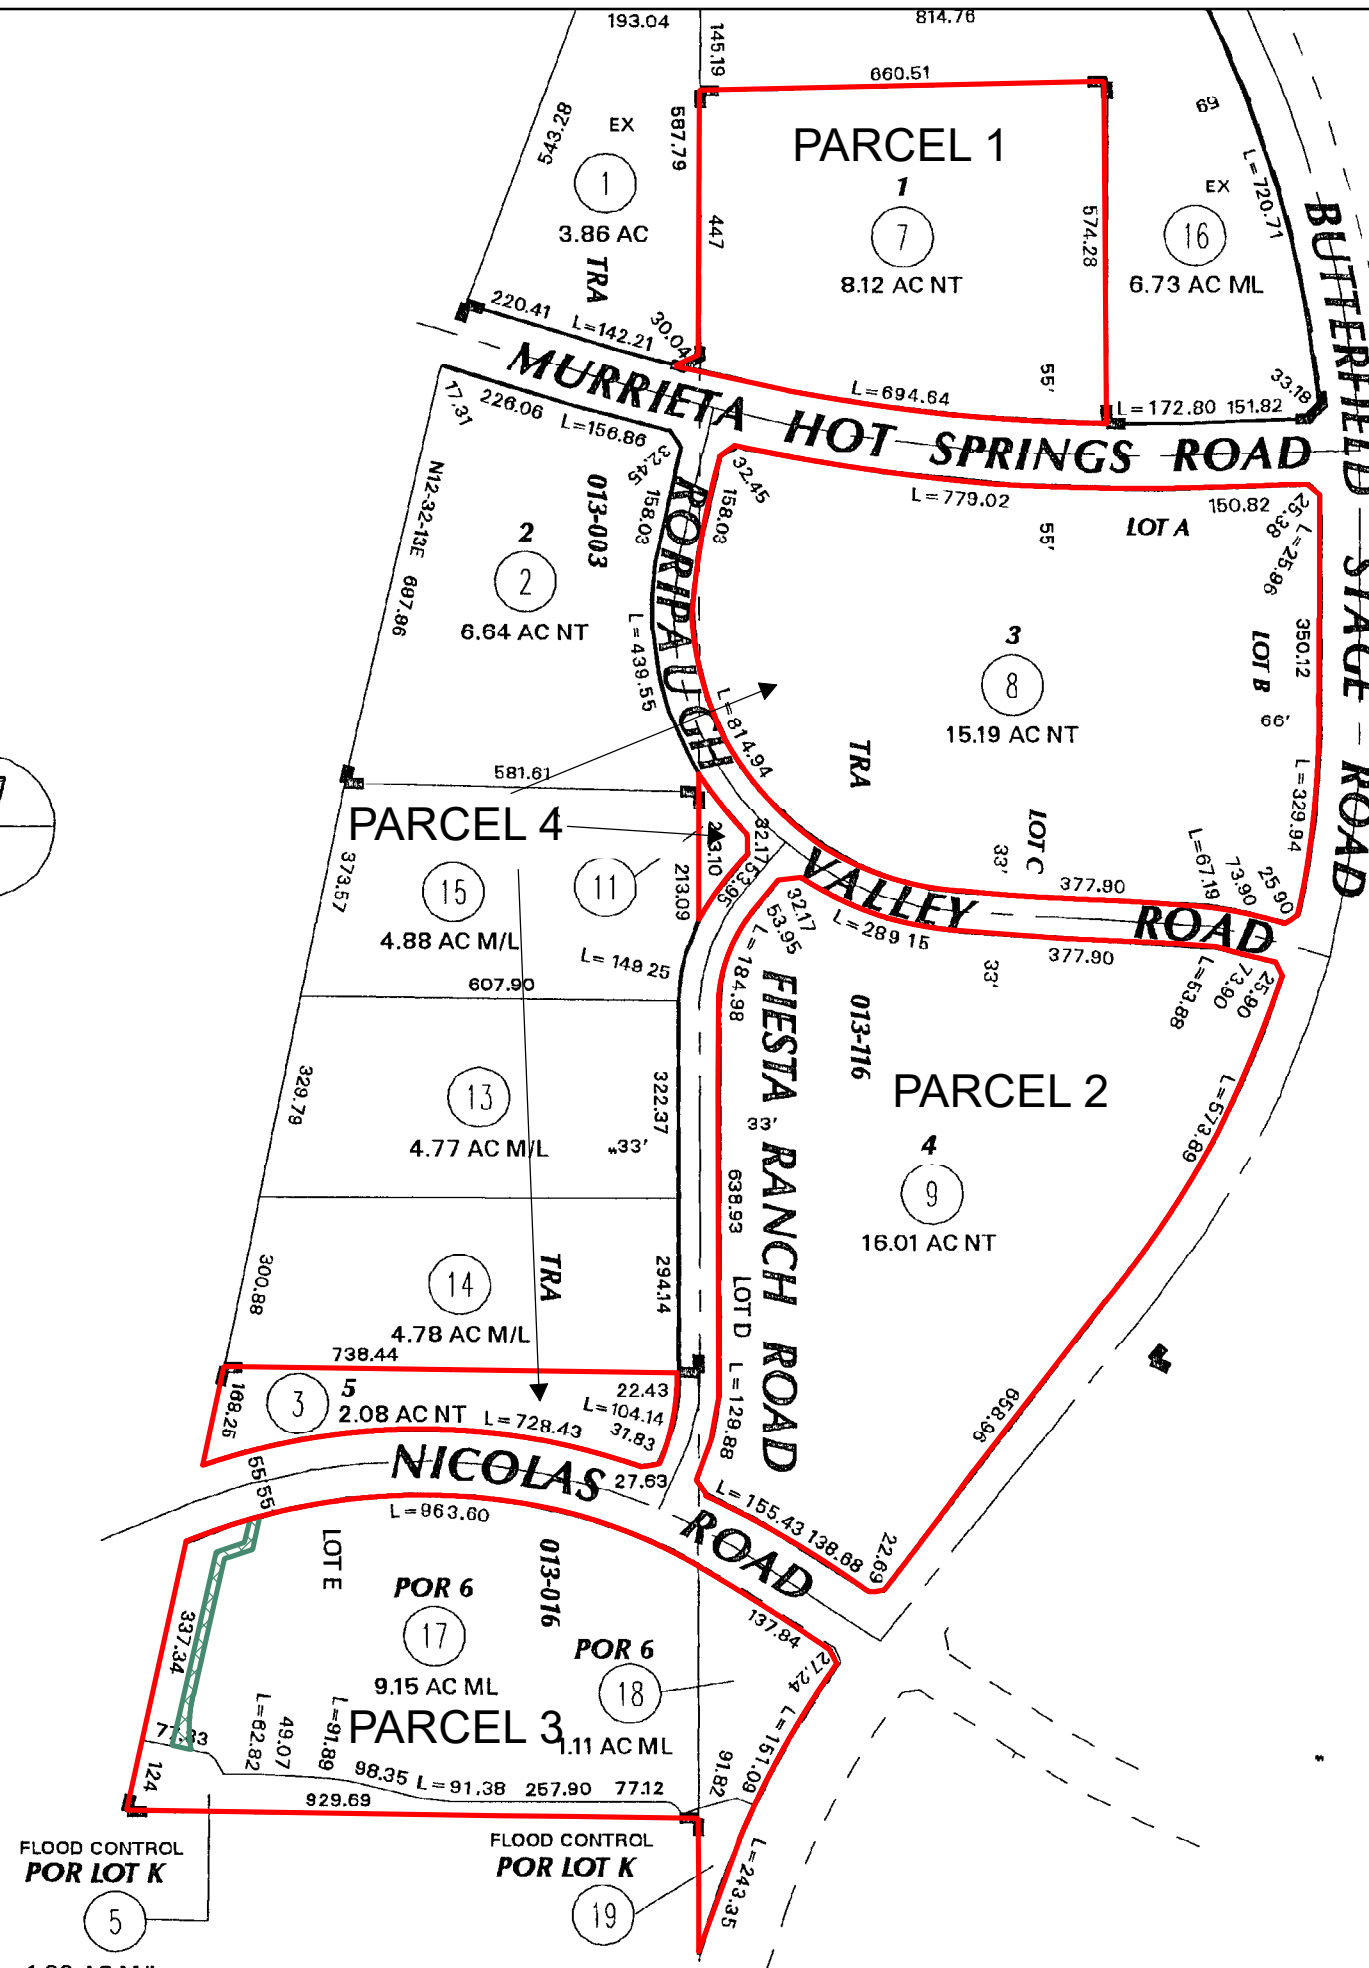 193.04
145.19
814.76
660.51
543.28
EX
1
3.86 AC
TRA
587.79
447
PARCEL 1
1
7
8.12 AC NT
574.28
69
EX
16
6.73 AC ML
L=720.71
BUTTERFIELD STAGE ROAD
220.41
L=142.21
30.04
55'
L=694.64
L=172.80
151.82
33.18
MURRIETA HOT SPRINGS ROAD
17.31
226.06
L=156.86
32.45
158.03
N12-32-13E
687.86
013-003
2
2
6.64 AC NT
L=439.55
RORIPAUGH VALLEY ROAD
32.45
158.03
L=779.02
55'
LOT A
150.82
25.38
L=25.96
350.12
LOT B
66'
L=329.94
3
8
15.19 AC NT
L=814.94
TRA
LOT C
33'
377.90
L=67.19
73.90
25.90
581.61
PARCEL 4
373.57
15
4.88 AC M/L
11
213.09
32.17
53.95
L=149.25
607.90
329.79
13
4.77 AC M/L
33'
322.37
300.88
14
4.78 AC M/L
TRA
294.14
738.44
168.25
3
5
2.08 AC NT
22.43
L=104.14
L=728.43
37.83
27.63
32.17
53.95
L=184.98
L=289.15
33'
377.90
L=53.88
73.90
25.90
FIESTA RANCH ROAD
33'
638.93
LOT D
L=129.88
013-116
PARCEL 2
4
9
16.01 AC NT
L=573.89
658.96
L=155.43
138.68
22.69
NICOLAS ROAD
55
55
L=963.60
LOT E
013-016
POR 6
17
9.15 AC ML
POR 6
18
1.11 AC ML
137.84
27.24
337.34
L=62.82
49.07
L=91.89
PARCEL 3
124
98.35
L=91.38
257.90
77.12
91.82
L=151.09
929.69
FLOOD CONTROL
POR LOT K
5
FLOOD CONTROL
POR LOT K
19
L=243.35